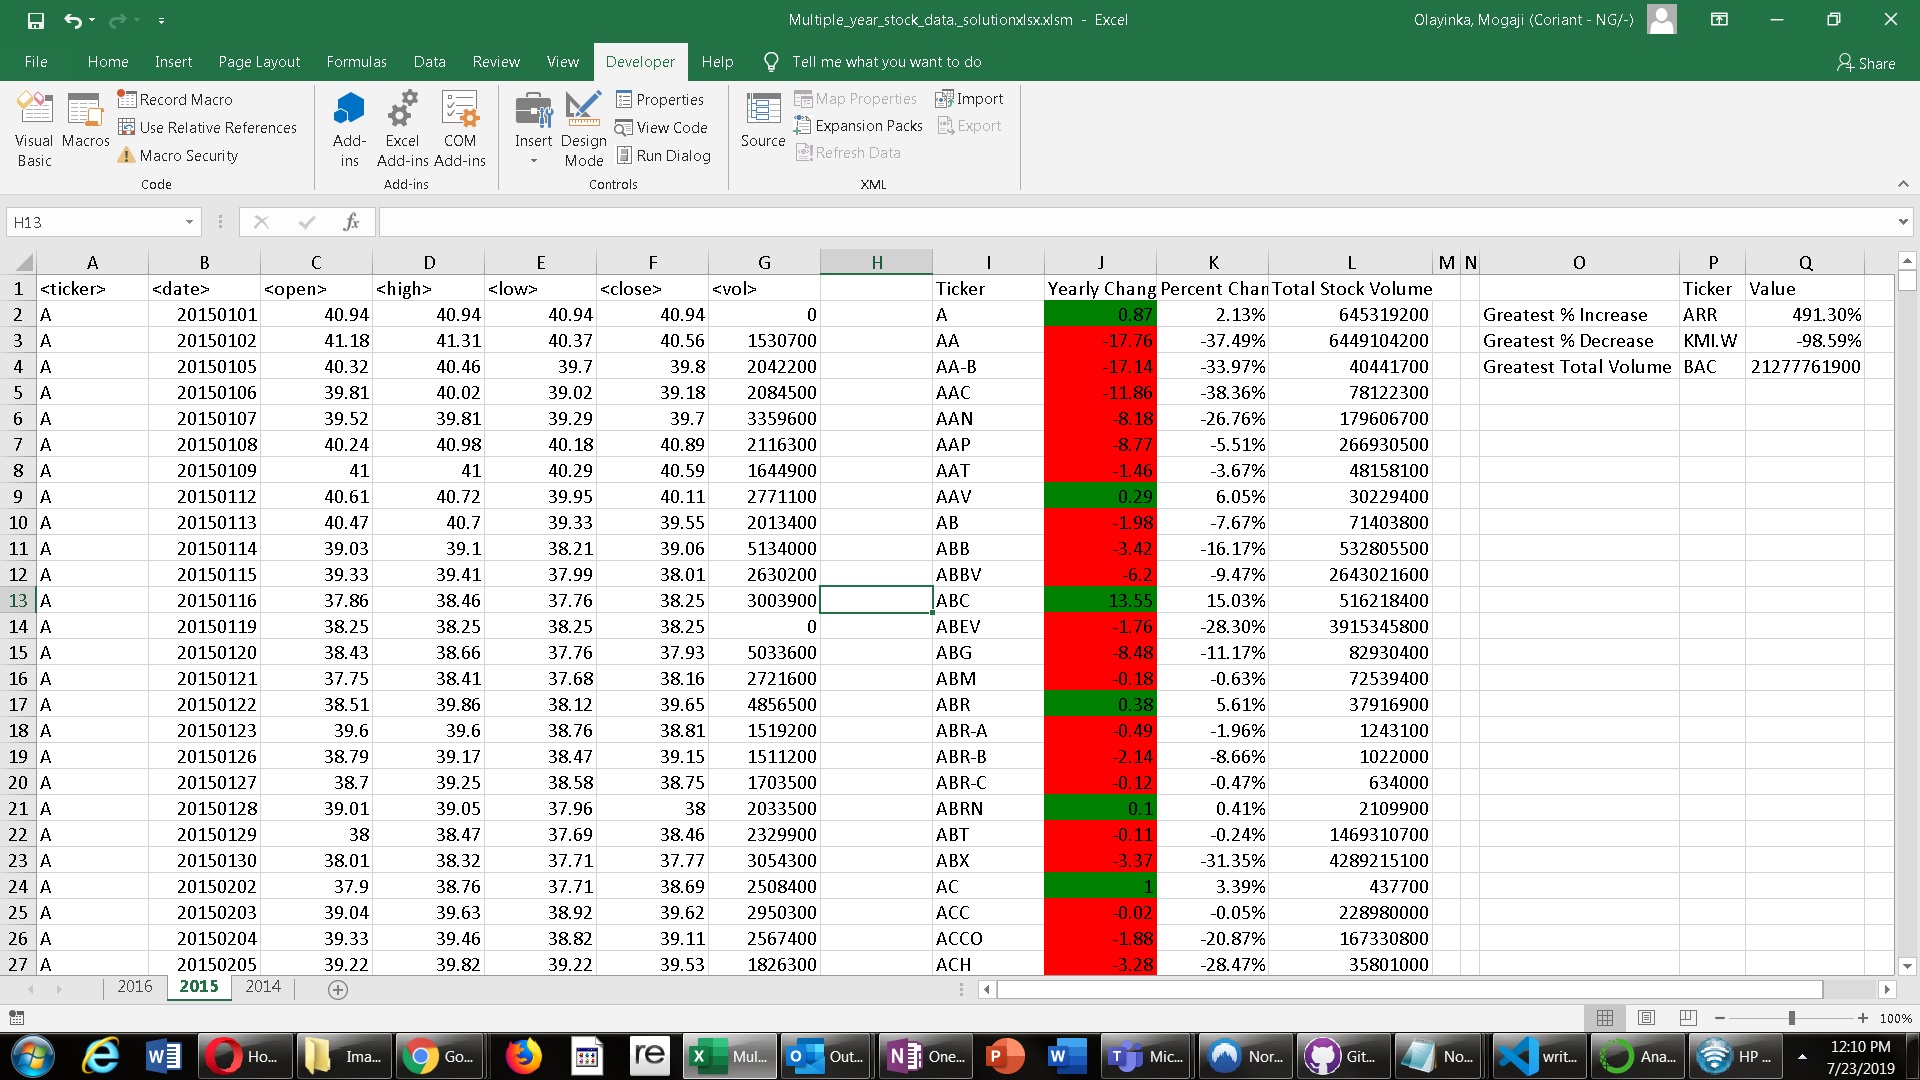 Multiple_year_stock_data._solutionxlsx.xlsm - Excel
Olayinka, Mogaji (Coriant - NG/-)
File Home Insert Page Layout Formulas Data Review View Developer Help Tell me what you want to do Share
Visual Basic
Macros
Record Macro
Use Relative References
Macro Security
Code
Add-ins
Excel Add-ins
COM Add-ins
Add-ins
Insert
Design Mode
Properties
View Code
Run Dialog
Controls
Source
Map Properties
Expansion Packs
Refresh Data
Import
Export
XML
H13 fx
A B C D E F G H I J K L M N O P Q
1 <ticker> <date> <open> <high> <low> <close> <vol> Ticker Yearly Chang Percent Chan Total Stock Volume Ticker Value
2 A 20150101 40.94 40.94 40.94 40.94 0 A 0.87 2.13% 645319200 Greatest % Increase ARR 491.30%
3 A 20150102 41.18 41.31 40.37 40.56 1530700 AA -17.76 -37.49% 6449104200 Greatest % Decrease KMI.W -98.59%
4 A 20150105 40.32 40.46 39.7 39.8 2042200 AA-B -17.14 -33.97% 40441700 Greatest Total Volume BAC 21277761900
5 A 20150106 39.81 40.02 39.02 39.18 2084500 AAC -11.86 -38.36% 78122300
6 A 20150107 39.52 39.81 39.29 39.7 3359600 AAN -8.18 -26.76% 179606700
7 A 20150108 40.24 40.98 40.18 40.89 2116300 AAP -8.77 -5.51% 266930500
8 A 20150109 41 41 40.29 40.59 1644900 AAT -1.46 -3.67% 48158100
9 A 20150112 40.61 40.72 39.95 40.11 2771100 AAV 0.29 6.05% 30229400
10 A 20150113 40.47 40.7 39.33 39.55 2013400 AB -1.98 -7.67% 71403800
11 A 20150114 39.03 39.1 38.21 39.06 5134000 ABB -3.42 -16.17% 532805500
12 A 20150115 39.33 39.41 37.99 38.01 2630200 ABBV -6.2 -9.47% 2643021600
13 A 20150116 37.86 38.46 37.76 38.25 3003900 ABC 13.55 15.03% 516218400
14 A 20150119 38.25 38.25 38.25 38.25 0 ABEV -1.76 -28.30% 3915345800
15 A 20150120 38.43 38.66 37.76 37.93 5033600 ABG -8.48 -11.17% 82930400
16 A 20150121 37.75 38.41 37.68 38.16 2721600 ABM -0.18 -0.63% 72539400
17 A 20150122 38.51 39.86 38.12 39.65 4856500 ABR 0.38 5.61% 37916900
18 A 20150123 39.6 39.6 38.76 38.81 1519200 ABR-A -0.49 -1.96% 1243100
19 A 20150126 38.79 39.17 38.47 39.15 1511200 ABR-B -2.14 -8.66% 1022000
20 A 20150127 38.7 39.25 38.58 38.75 1703500 ABR-C -0.12 -0.47% 634000
21 A 20150128 39.01 39.05 37.96 38 2033500 ABRN 0.1 0.41% 2109900
22 A 20150129 38 38.47 37.69 38.46 2329900 ABT -0.11 -0.24% 1469310700
23 A 20150130 38.01 38.32 37.71 37.77 3054300 ABX -3.37 -31.35% 4289215100
24 A 20150202 37.9 38.76 37.71 38.69 2508400 AC 1 3.39% 437700
25 A 20150203 39.04 39.63 38.92 39.62 2950300 ACC -0.02 -0.05% 228980000
26 A 20150204 39.33 39.46 38.82 39.11 2567400 ACCO -1.88 -20.87% 167330800
27 A 20150205 39.22 39.82 39.22 39.53 1826300 ACH -3.28 -28.47% 35801000
2016 2015 2014
100%
Ho... Ima... Go... re Mul... Out... One... Mic... Nor... Git... No... writ... Ana... HP ...
12:10 PM
7/23/2019